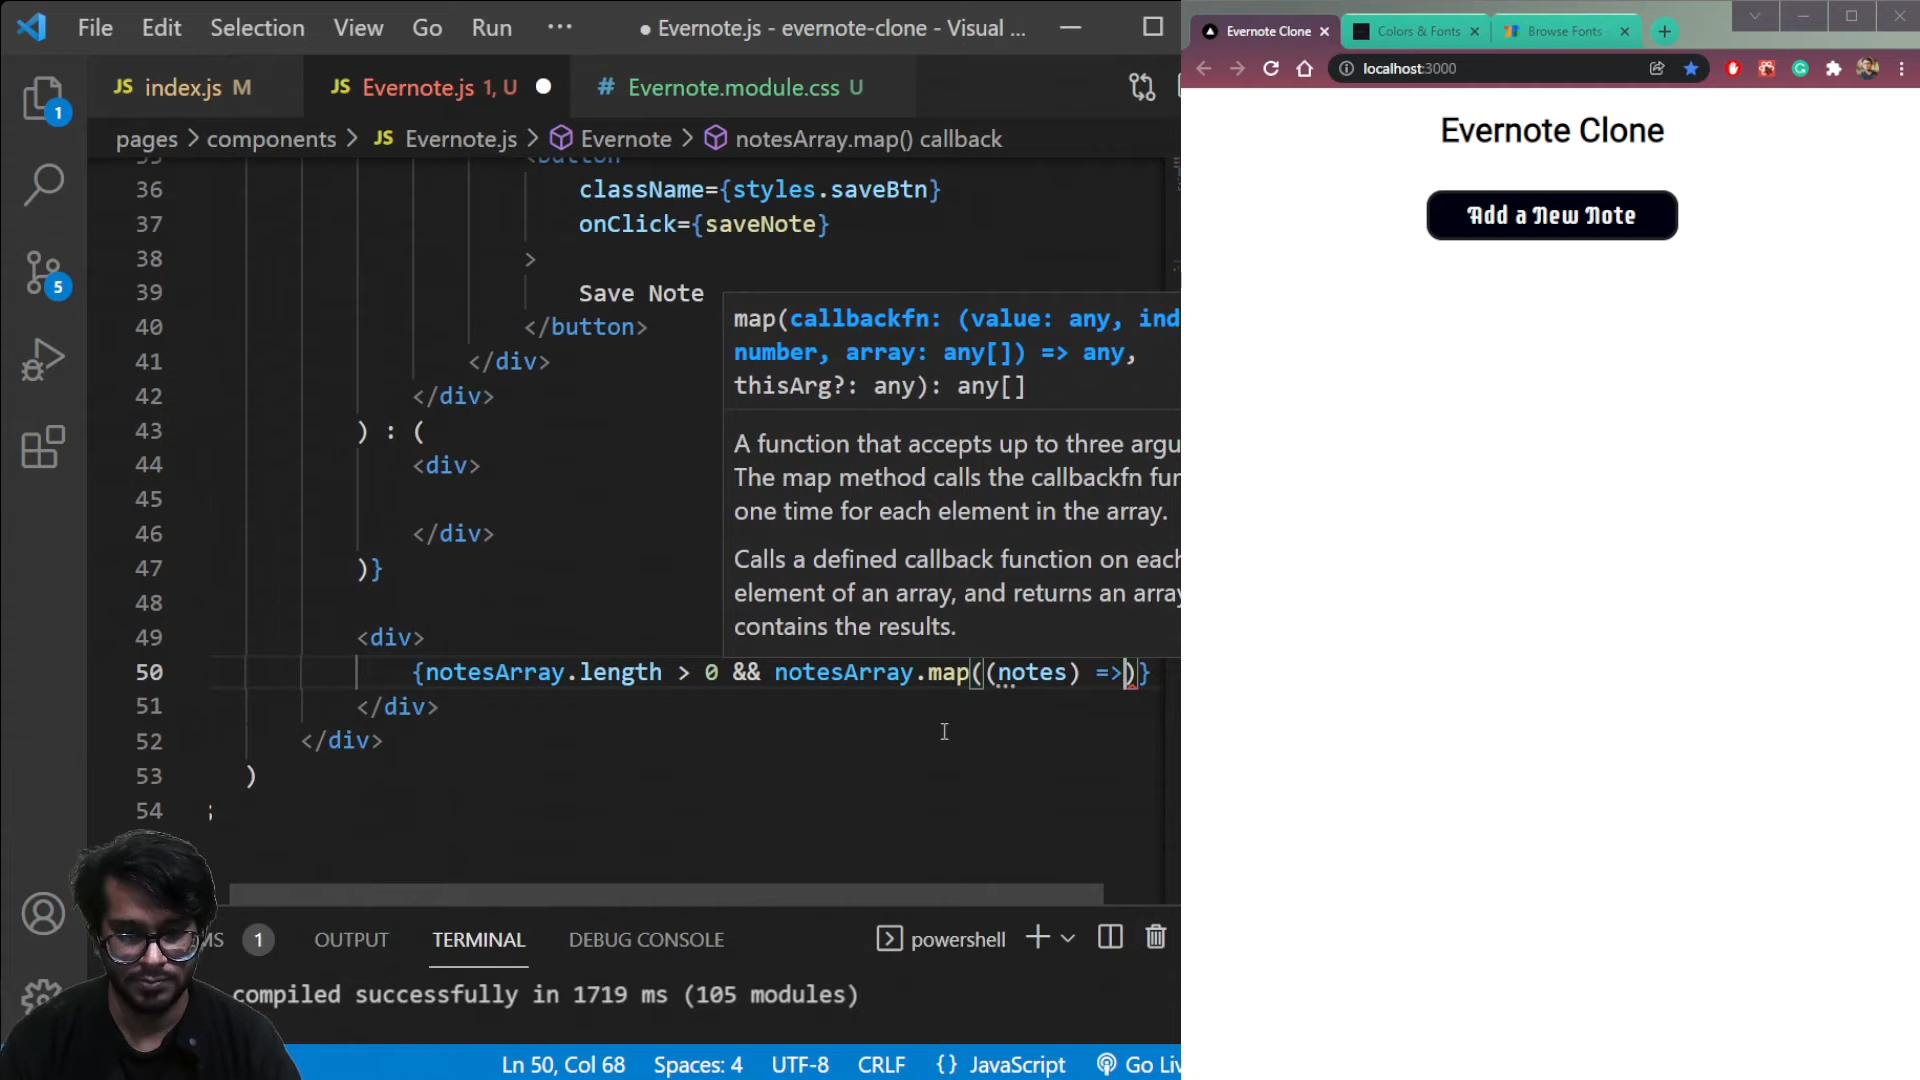 File Edit Selection View Go Run ··· ● Evernote.js - evernote-clone - Visual ...
JS index.js M JS Evernote.js 1, U # Evernote.module.css U
pages > components > JS Evernote.js > Evernote > notesArray.map() callback
<button
36 className={styles.saveBtn}
37 onClick={saveNote}
38 >
39 Save Note
40 </button>
41 </div>
42 </div>
43 ) : (
44 <div>
45
46 </div>
47 )}
48
49 <div>
50 {notesArray.length > 0 && notesArray.map((notes) =>)}
51 </div>
52 </div>
53 )
54
map(callbackfn: (value: any, ind
number, array: any[]) => any,
thisArg?: any): any[]
A function that accepts up to three argu
The map method calls the callbackfn fun
one time for each element in the array.
Calls a defined callback function on each
element of an array, and returns an array
contains the results.
1
5
MS 1 OUTPUT TERMINAL DEBUG CONSOLE powershell
compiled successfully in 1719 ms (105 modules)
Ln 50, Col 68 Spaces: 4 UTF-8 CRLF {} JavaScript Go Liv
Evernote Clone Colors & Fonts Browse Fonts
localhost:3000
Evernote Clone
Add a New Note